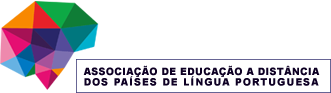 ASSOCIAÇÃO DE EDUCAÇÃO A DISTÂNCIA
DOS PAÍSES DE LÍNGUA PORTUGUESA